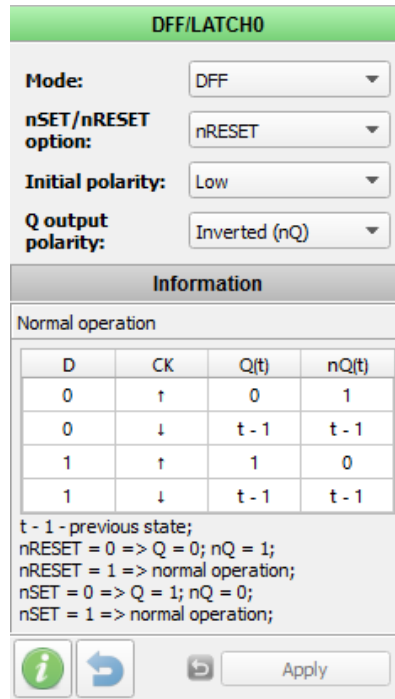 DFF/LATCH0
Mode: DFF
nSET/nRESET
option: nRESET
Initial polarity: Low
Q output
polarity: Inverted (nQ)
Information
Normal operation
D CK Q(t) nQ(t)
0 ↑ 0 1
0 ↓ t - 1 t - 1
1 ↑ 1 0
1 ↓ t - 1 t - 1
t - 1 - previous state;
nRESET = 0 => Q = 0; nQ = 1;
nRESET = 1 => normal operation;
nSET = 0 => Q = 1; nQ = 0;
nSET = 1 => normal operation;
i Apply